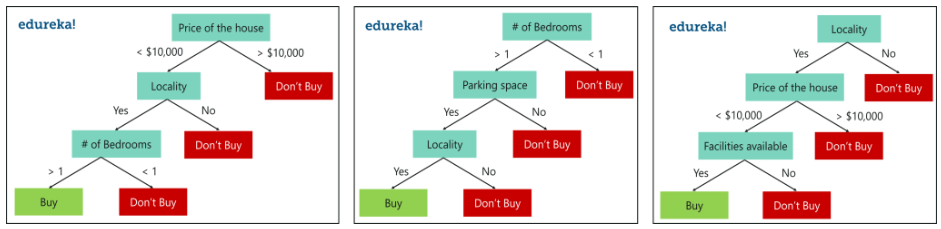 edureka!
Price of the house
< $10,000
> $10,000
Locality
Don't Buy
Yes
No
# of Bedrooms
Don't Buy
> 1
< 1
Buy
Don't Buy
edureka!
# of Bedrooms
> 1
< 1
Parking space
Don't Buy
Yes
No
Locality
Don't Buy
Yes
No
Buy
Don't Buy
edureka!
Locality
Yes
No
Price of the house
Don't Buy
< $10,000
> $10,000
Facilities available
Don't Buy
Yes
No
Buy
Don't Buy